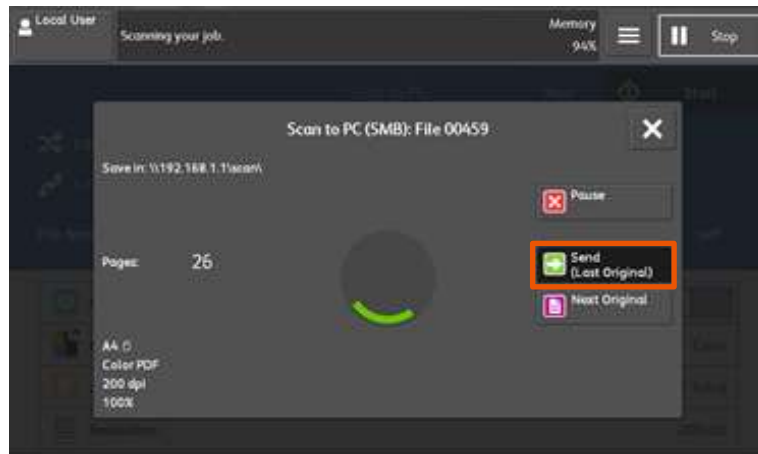 Local User
Scanning your job.
Memory
94%
Stop
Start
Scan to PC (SMB): File 00459
Save in: \\192.168.1.1\scan\
Pause
Pages:
26
Send
(Last Original)
Next Original
A4
Color PDF
200 dpi
100%